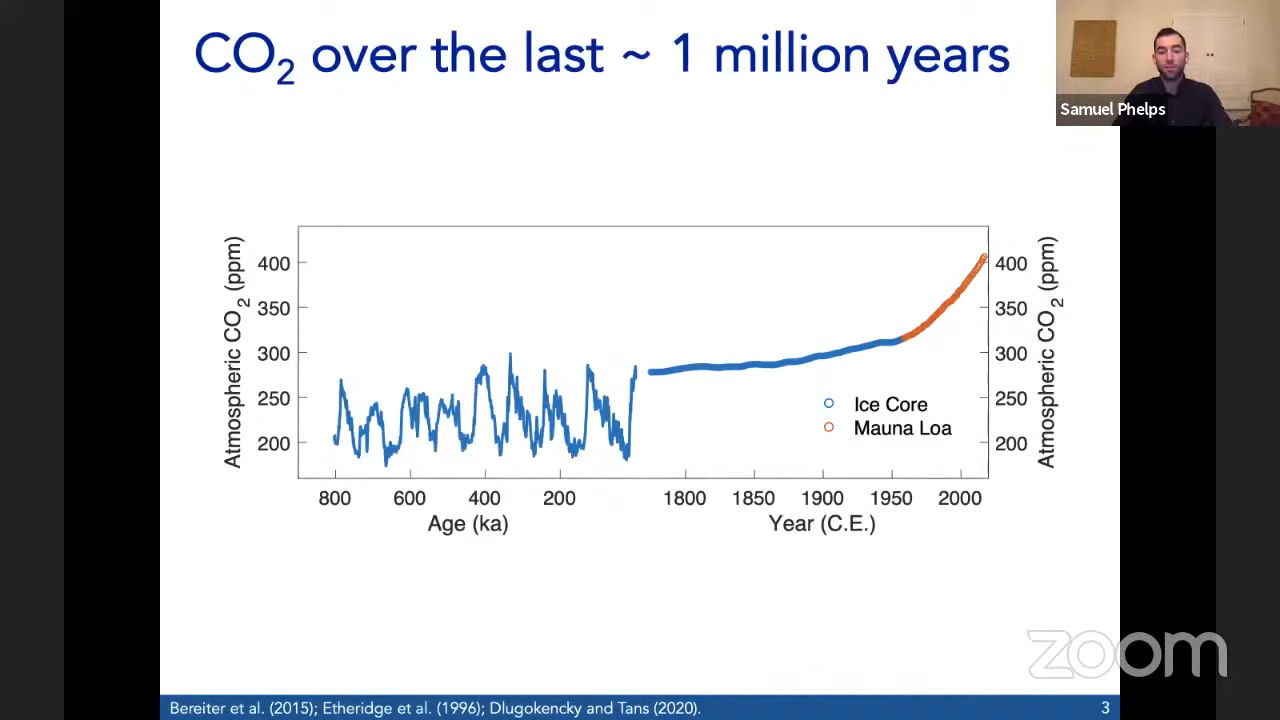 CO2 over the last ~ 1 million years
Samuel Phelps
Atmospheric CO2 (ppm)
400
350
300
250
200
400
350
300
250
200
Atmospheric CO2 (ppm)
Ice Core
Mauna Loa
800 600 400 200 1800 1850 1900 1950 2000
Age (ka) Year (C.E.)
zoom
Bereiter et al. (2015); Etheridge et al. (1996); Dlugokencky and Tans (2020). 3